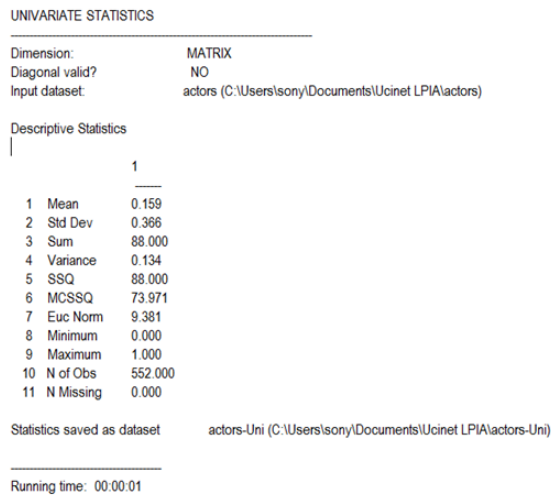 UNIVARIATE STATISTICS
Dimension: MATRIX
Diagonal valid? NO
Input dataset: actors (C:\Users\sony\Documents\Ucinet LPIA\actors)
Descriptive Statistics
1
1 Mean 0.159
2 Std Dev 0.366
3 Sum 88.000
4 Variance 0.134
5 SSQ 88.000
6 MCSSQ 73.971
7 Euc Norm 9.381
8 Minimum 0.000
9 Maximum 1.000
10 N of Obs 552.000
11 N Missing 0.000
Statistics saved as dataset actors-Uni (C:\Users\sony\Documents\Ucinet LPIA\actors-Uni)
Running time: 00:00:01